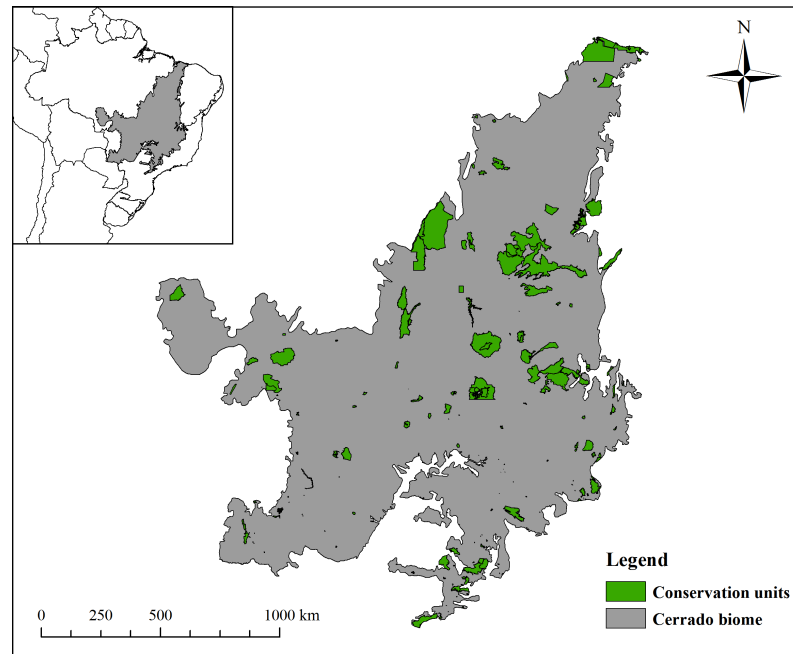 N
Legend
Conservation units
Cerrado biome
0 250 500 1000 km